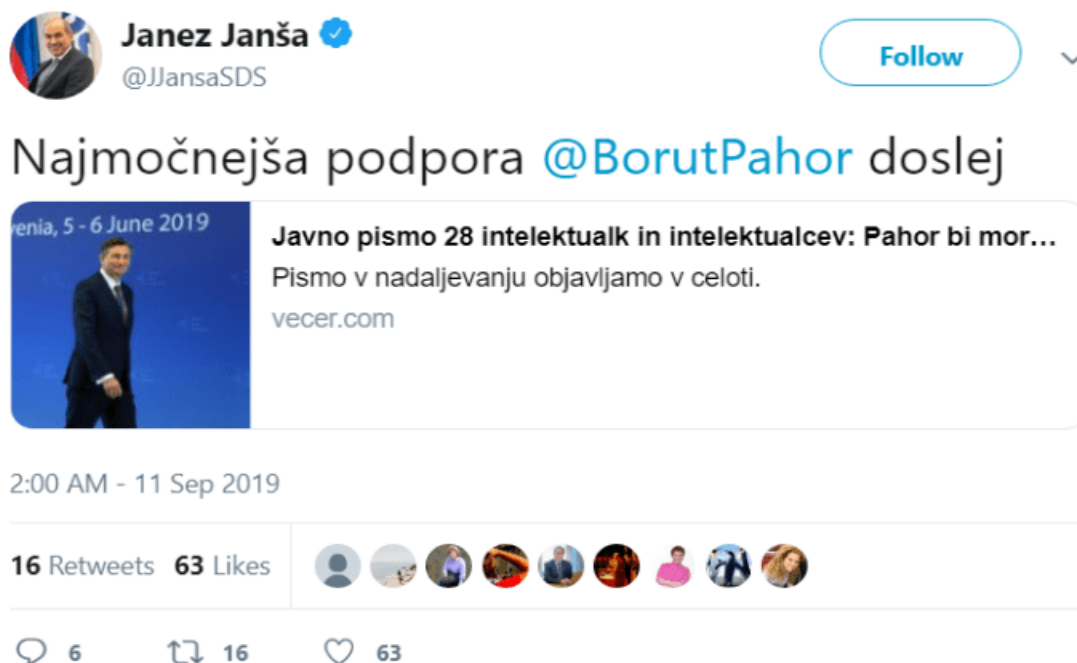 Janez Janša
@JJansaSDS
Follow
Najmočnejša podpora @BorutPahor doslej
venia, 5 - 6 June 2019
Javno pismo 28 intelektualk in intelektualcev: Pahor bi mor...
Pismo v nadaljevanju objavljamo v celoti.
vecer.com
2:00 AM - 11 Sep 2019
16 Retweets 63 Likes
6 16 63